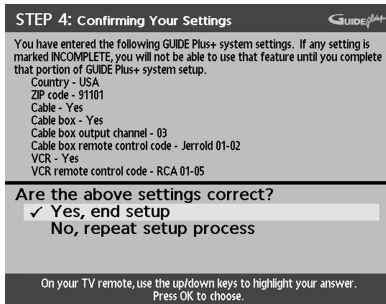 STEP 4: Confirming Your Settings
GUIDE plus+
You have entered the following GUIDE Plus+ system settings. If any setting is
marked INCOMPLETE, you will not be able to use that feature until you complete
that portion of GUIDE Plus+ system setup.
Country - USA
ZIP code - 91101
Cable - Yes
Cable box - Yes
Cable box output channel - 03
Cable box remote control code - Jerrold 01-02
VCR - Yes
VCR remote control code - RCA 01-05
Are the above settings correct?
✓ Yes, end setup
No, repeat setup process
On your TV remote, use the up/down keys to highlight your answer.
Press OK to choose.